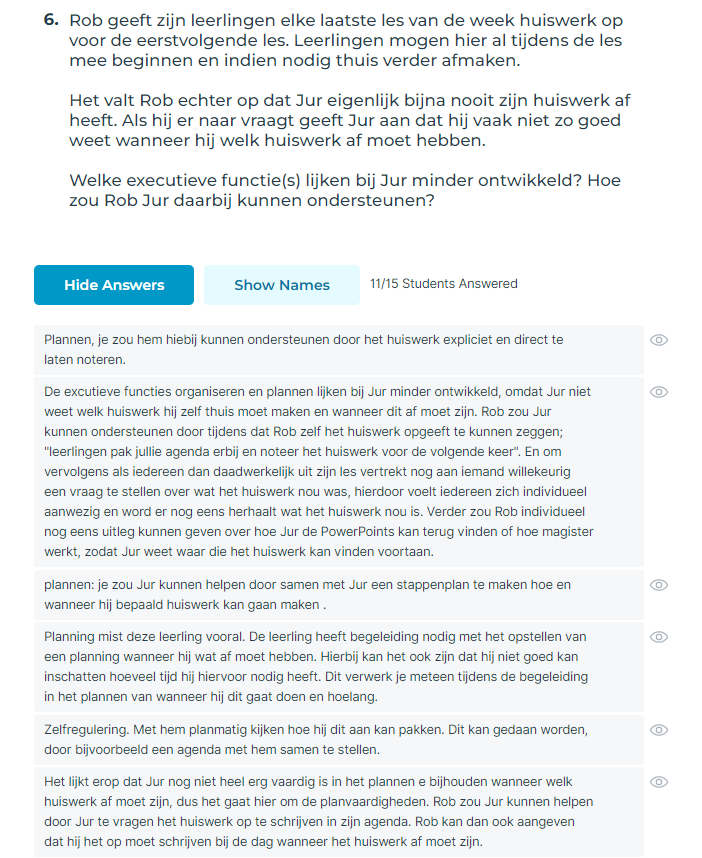 6. Rob geeft zijn leerlingen elke laatste les van de week huiswerk op
voor de eerstvolgende les. Leerlingen mogen hier al tijdens de les
mee beginnen en indien nodig thuis verder afmaken.
Het valt Rob echter op dat Jur eigenlijk bijna nooit zijn huiswerk af
heeft. Als hij er naar vraagt geeft Jur aan dat hij vaak niet zo goed
weet wanneer hij welk huiswerk af moet hebben.
Welke executieve functie(s) lijken bij Jur minder ontwikkeld? Hoe
zou Rob Jur daarbij kunnen ondersteunen?
Hide Answers
Show Names
11/15 Students Answered
Plannen, je zou hem hiebij kunnen ondersteunen door het huiswerk expliciet en direct te
laten noteren.
De excutieve functies organiseren en plannen lijken bij Jur minder ontwikkeld, omdat Jur niet
weet welk huiswerk hij zelf thuis moet maken en wanneer dit af moet zijn. Rob zou Jur
kunnen ondersteunen door tijdens dat Rob zelf het huiswerk opgeeft te kunnen zeggen;
"leerlingen pak jullie agenda erbij en noteer het huiswerk voor de volgende keer". En om
vervolgens als iedereen dan daadwerkelijk uit zijn les vertrekt nog aan iemand willekeurig
een vraag te stellen over wat het huiswerk nou was, hierdoor voelt iedereen zich individueel
aanwezig en word er nog eens herhaalt wat het huiswerk nou is. Verder zou Rob individueel
nog eens uitleg kunnen geven over hoe Jur de PowerPoints kan terug vinden of hoe magister
werkt, zodat Jur weet waar die het huiswerk kan vinden voortaan.
plannen: je zou Jur kunnen helpen door samen met Jur een stappenplan te maken hoe en
wanneer hij bepaald huiswerk kan gaan maken .
Planning mist deze leerling vooral. De leerling heeft begeleiding nodig met het opstellen van
een planning wanneer hij wat af moet hebben. Hierbij kan het ook zijn dat hij niet goed kan
inschatten hoeveel tijd hij hiervoor nodig heeft. Dit verwerk je meteen tijdens de begeleiding
in het plannen van wanneer hij dit gaat doen en hoelang.
Zelfregulering. Met hem planmatig kijken hoe hij dit aan kan pakken. Dit kan gedaan worden,
door bijvoorbeeld een agenda met hem samen te stellen.
Het lijkt erop dat Jur nog niet heel erg vaardig is in het plannen e bijhouden wanneer welk
huiswerk af moet zijn, dus het gaat hier om de planvaardigheden. Rob zou Jur kunnen helpen
door Jur te vragen het huiswerk op te schrijven in zijn agenda. Rob kan dan ook aangeven
dat hij het op moet schrijven bij de dag wanneer het huiswerk af moet zijn.